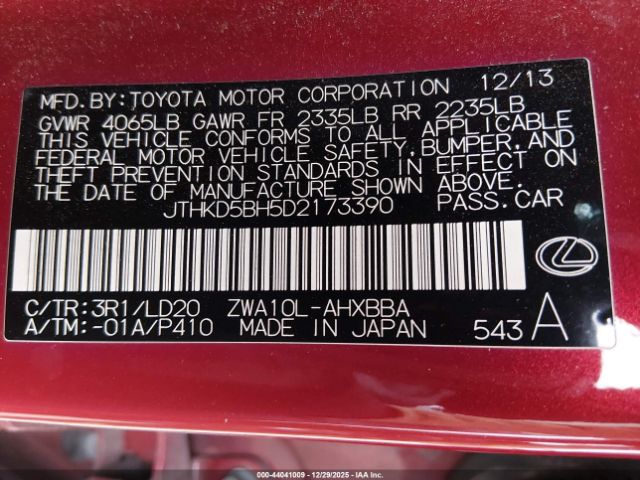 MFD.BY:TOYOTA MOTOR CORPORATION 12/13
GVWR 4065LB GAWR FR 2335LB RR 2235LB
THIS VEHICLE CONFORMS TO ALL APPLICABLE
FEDERAL MOTOR VEHICLE SAFETY,BUMPER,AND
THEFT PREVENTION STANDARDS IN EFFECT ON
THE DATE OF MANUFACTURE SHOWN ABOVE.
JTHKD5BH5D2173390 PASS.CAR
C/TR:3R1/LD20 ZWA10L-AHXBBA
A/TM:-01A/P410 MADE IN JAPAN 543 A
000-44041009 - 12/29/2025 - IAA